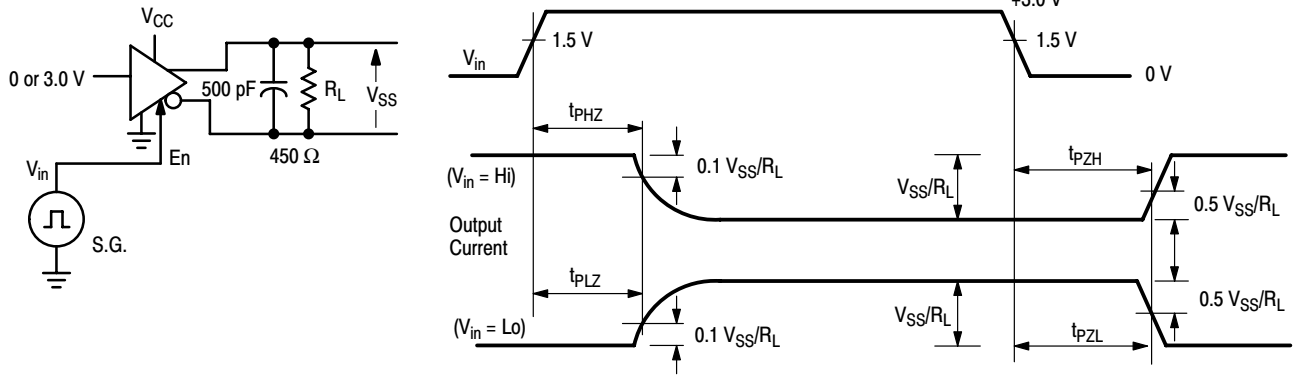 V_CC
0 or 3.0 V
500 pF
R_L
V_SS
450 Ω
En
V_in
S.G.
+3.0 V
1.5 V
1.5 V
V_in
0 V
t_PHZ
t_PZH
(V_in = Hi)
0.1 V_SS/R_L
V_SS/R_L
0.5 V_SS/R_L
Output
Current
t_PLZ
(V_in = Lo)
0.1 V_SS/R_L
V_SS/R_L
0.5 V_SS/R_L
t_PZL